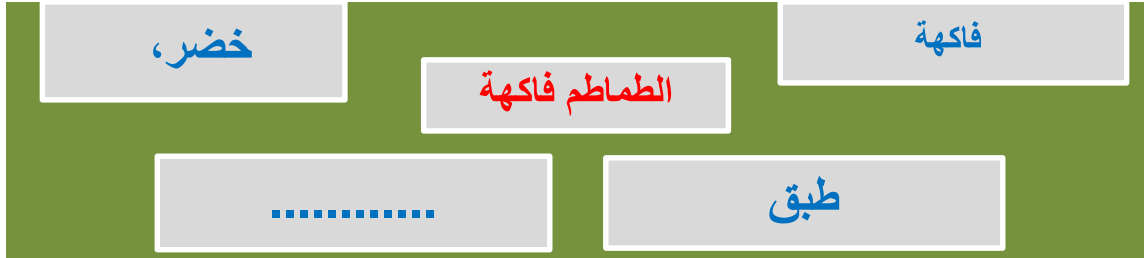 فاكهة
خضر،
الطماطم فاكهة
طبق
............